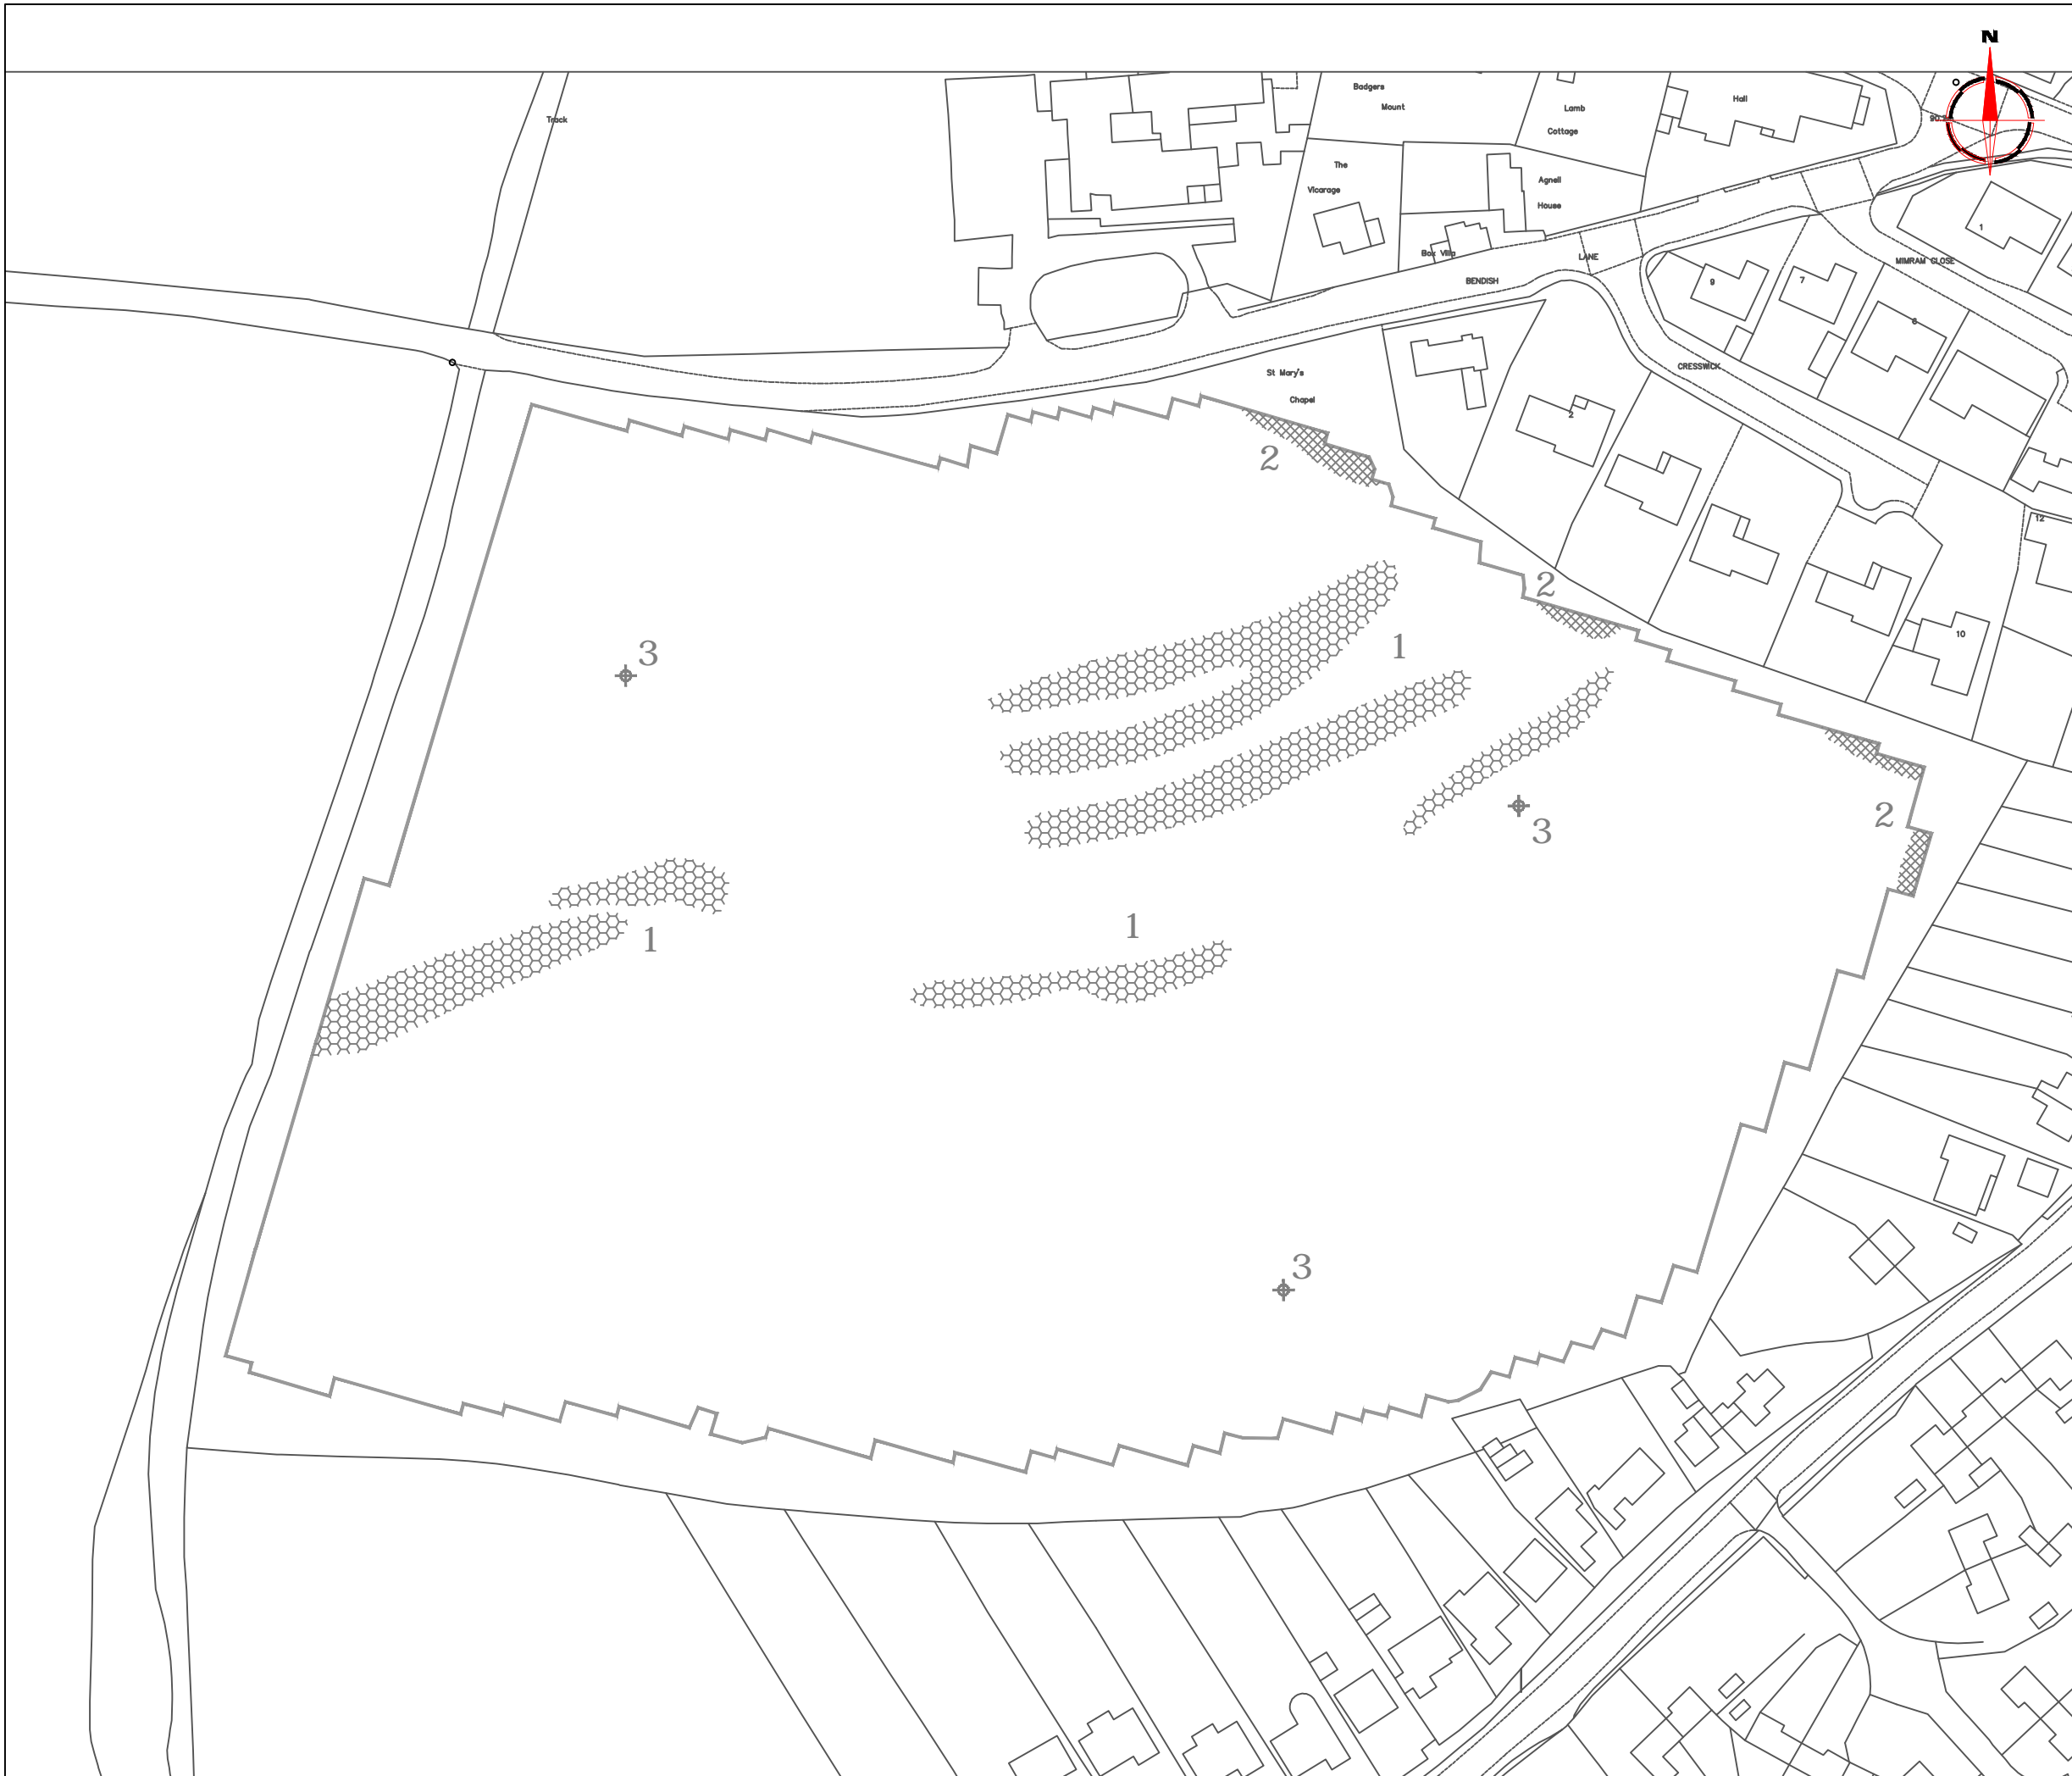 N
Badgers
Mount
Lamb
Cottage
Hall
Track
The
Vicarage
Agnell
House
Box Villa
BENDISH
LANE
MIMRAM CLOSE
1
9
7
6
St Mary's
Chapel
CRESSWICK
2
2
12
2
10
3
1
2
3
1
1
3